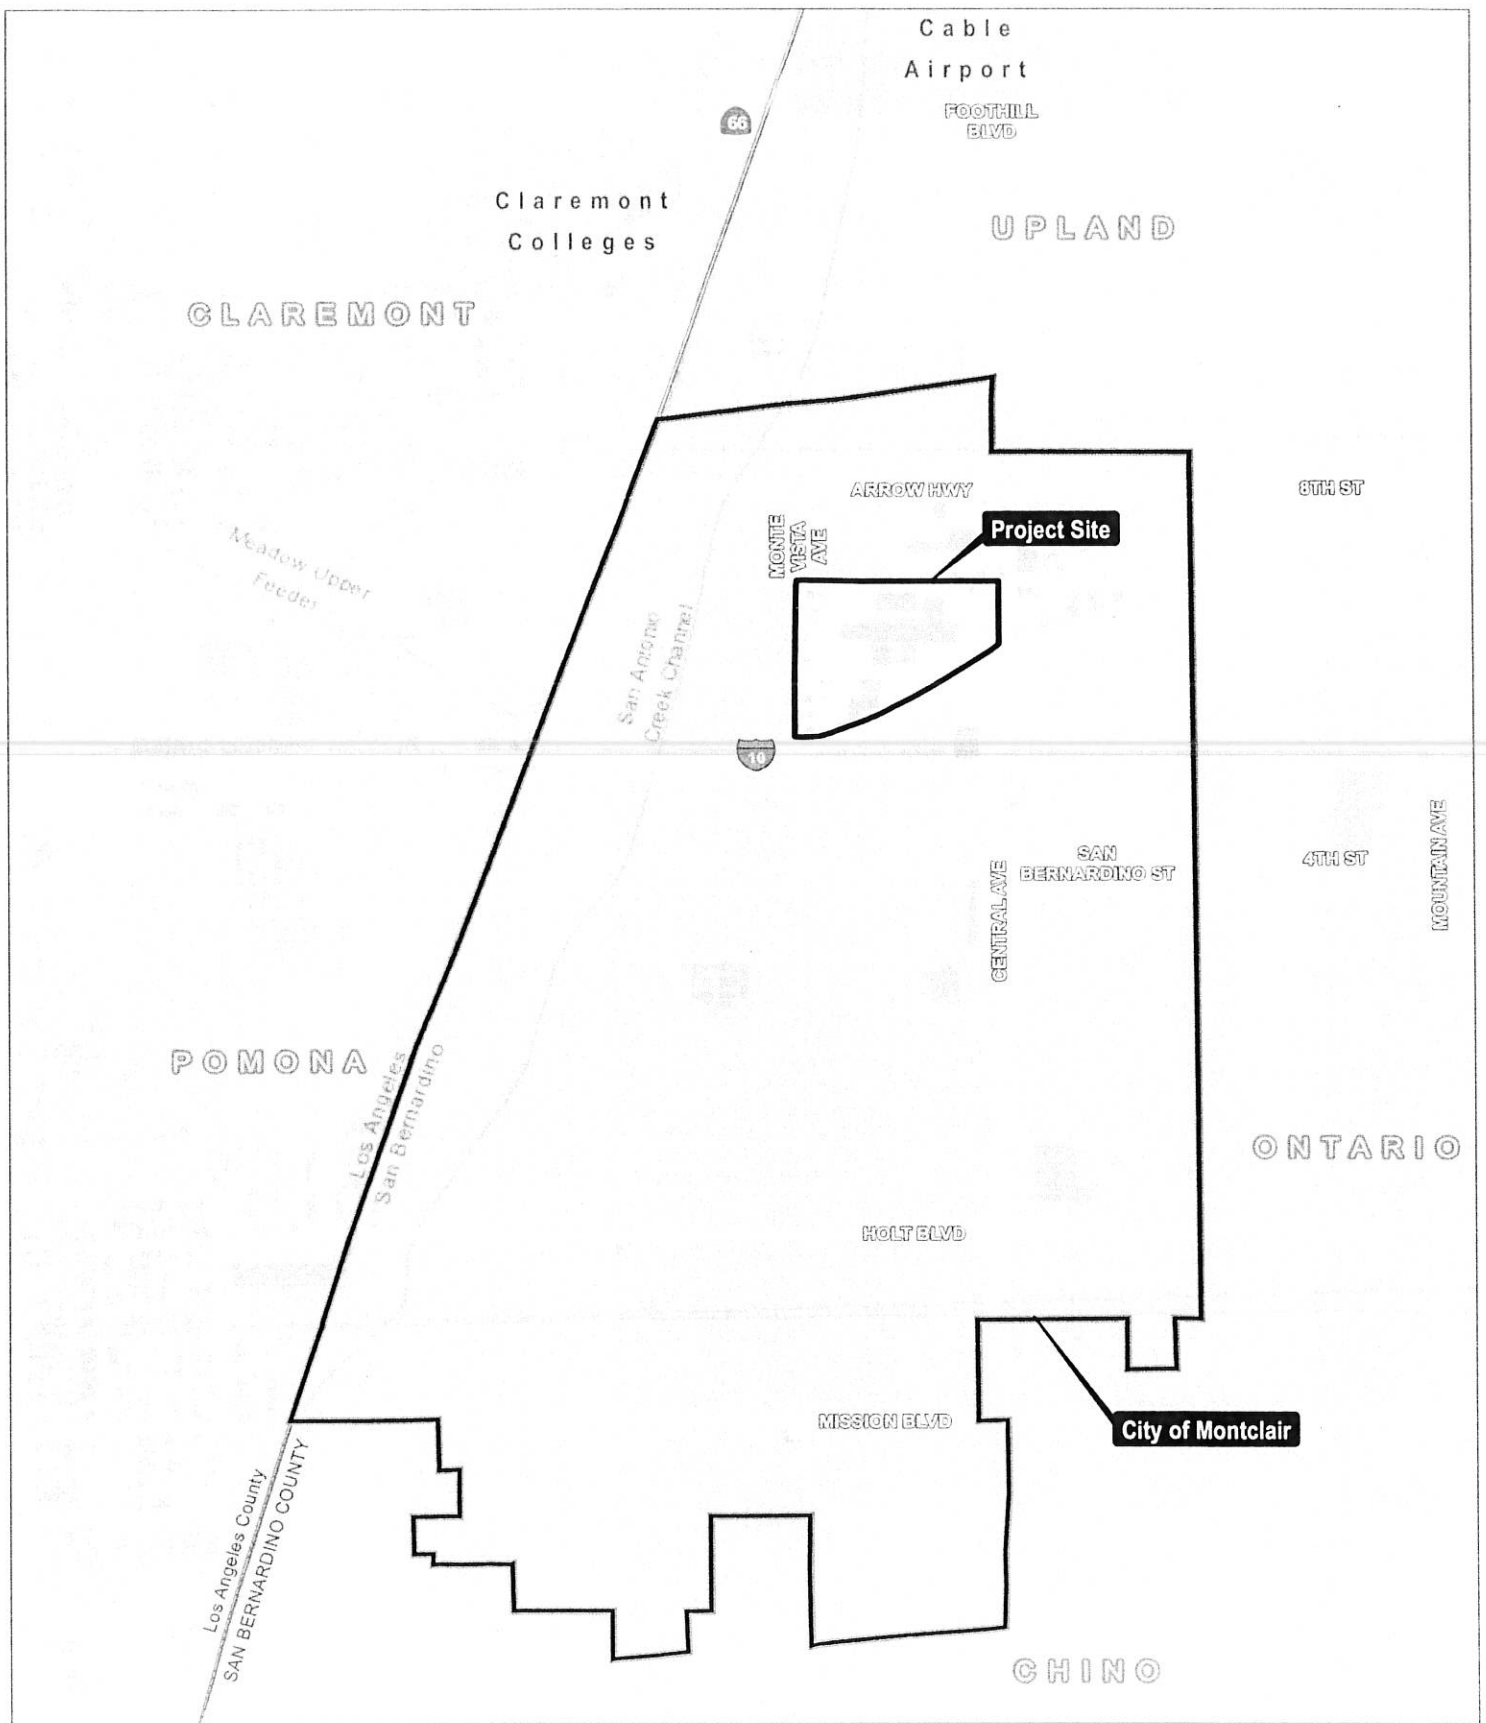 Cable
Airport
66
FOOTHILL
BLVD
Claremont
Colleges
UPLAND
CLAREMONT
ARROW HWY
8TH ST
MONTE
VISTA
AVE
Project Site
Meadow Upper
Feeder
San Antonio
Creek Channel
10
SAN
BERNARDINO ST
4TH ST
MOUNTAIN AVE
CENTRAL AVE
POMONA
Los Angeles
San Bernardino
ONTARIO
HOLT BLVD
MISSION BLVD
City of Montclair
Los Angeles County
SAN BERNARDINO COUNTY
CHINO